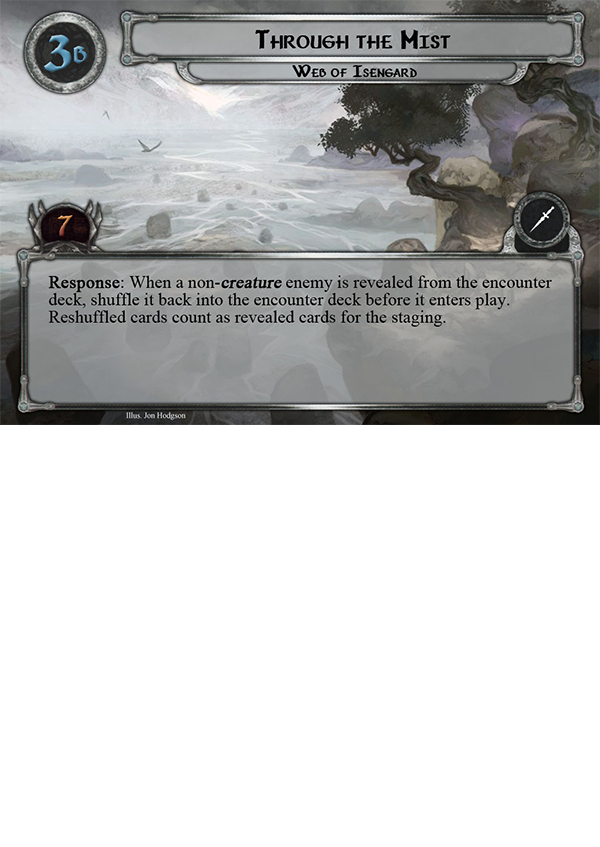 3B
Through the Mist
Web of Isengard
7
Response: When a non-creature enemy is revealed from the encounter
deck, shuffle it back into the encounter deck before it enters play.
Reshuffled cards count as revealed cards for the staging.
Illus. Jon Hodgson